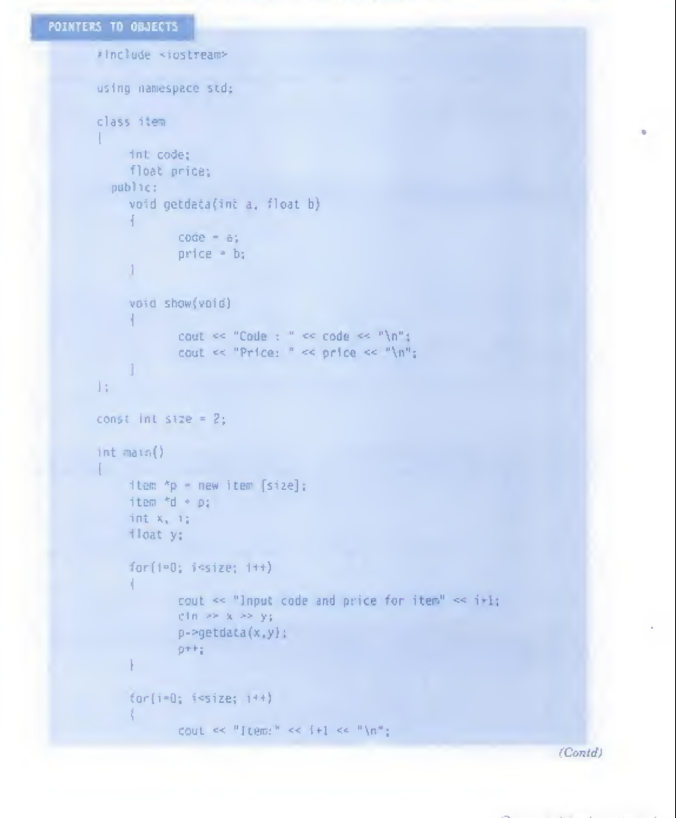 POINTERS TO OBJECTS
#include <iostream>
using namespace std;
class item
{
int code;
float price;
public:
void getdata(int a, float b)
{
code = a;
price = b;
}
void show(void)
{
cout << "Code : " << code << "\n";
cout << "Price: " << price << "\n";
}
};
const int size = 2;
int main()
{
item *p = new item [size];
item *d = p;
int x, i;
float y;
for(i=0; i<size; i++)
{
cout << "Input code and price for item" << i+1;
cin >> x >> y;
p->getdata(x,y);
p++;
}
for(i=0; i<size; i++)
{
cout << "Item:" << i+1 << "\n";
(Contd)